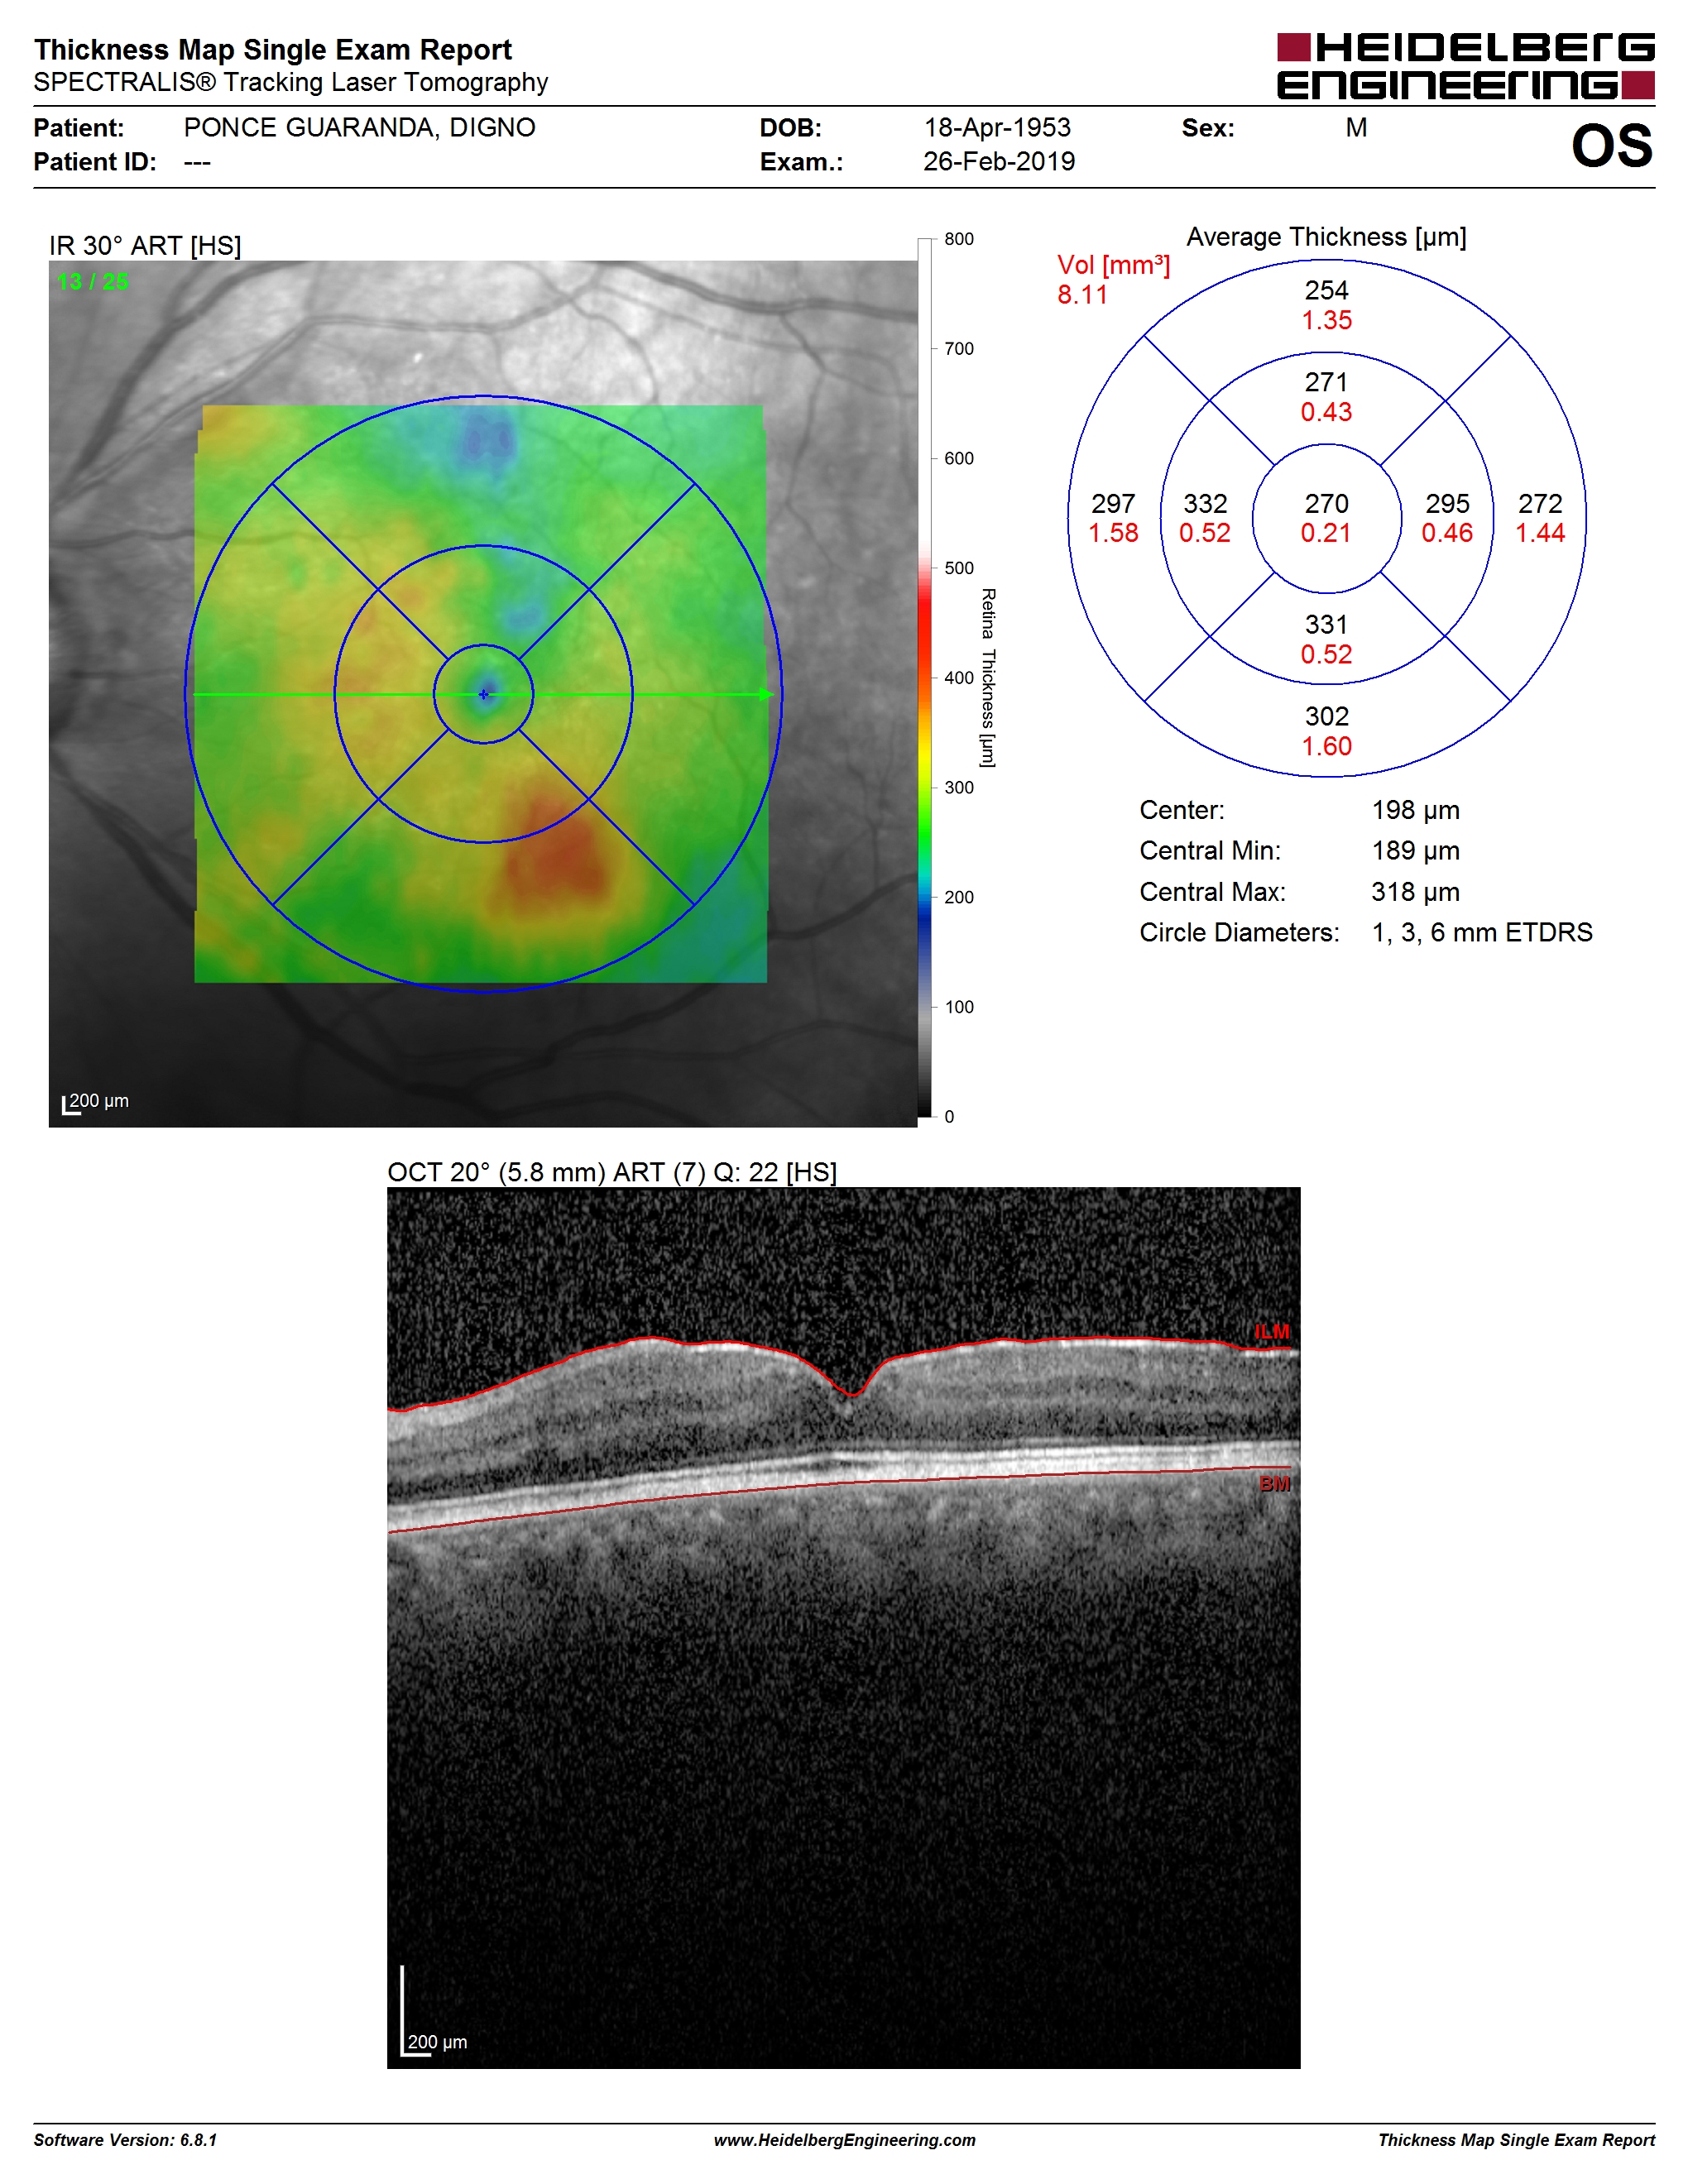 Thickness Map Single Exam Report
SPECTRALIS® Tracking Laser Tomography
HEIDELBERG
ENGINEERING
Patient: PONCE GUARANDA, DIGNO DOB: 18-Apr-1953 Sex: M
Patient ID: --- Exam.: 26-Feb-2019
OS
IR 30° ART [HS]
13 / 25
200 µm
800
700
600
500
400
300
200
100
0
Retina Thickness [µm]
Average Thickness [µm]
Vol [mm³]
8.11
254
1.35
271
0.43
297 332 270 295 272
1.58 0.52 0.21 0.46 1.44
331
0.52
302
1.60
Center: 198 µm
Central Min: 189 µm
Central Max: 318 µm
Circle Diameters: 1, 3, 6 mm ETDRS
OCT 20° (5.8 mm) ART (7) Q: 22 [HS]
ILM
BM
200 µm
Software Version: 6.8.1 www.HeidelbergEngineering.com Thickness Map Single Exam Report